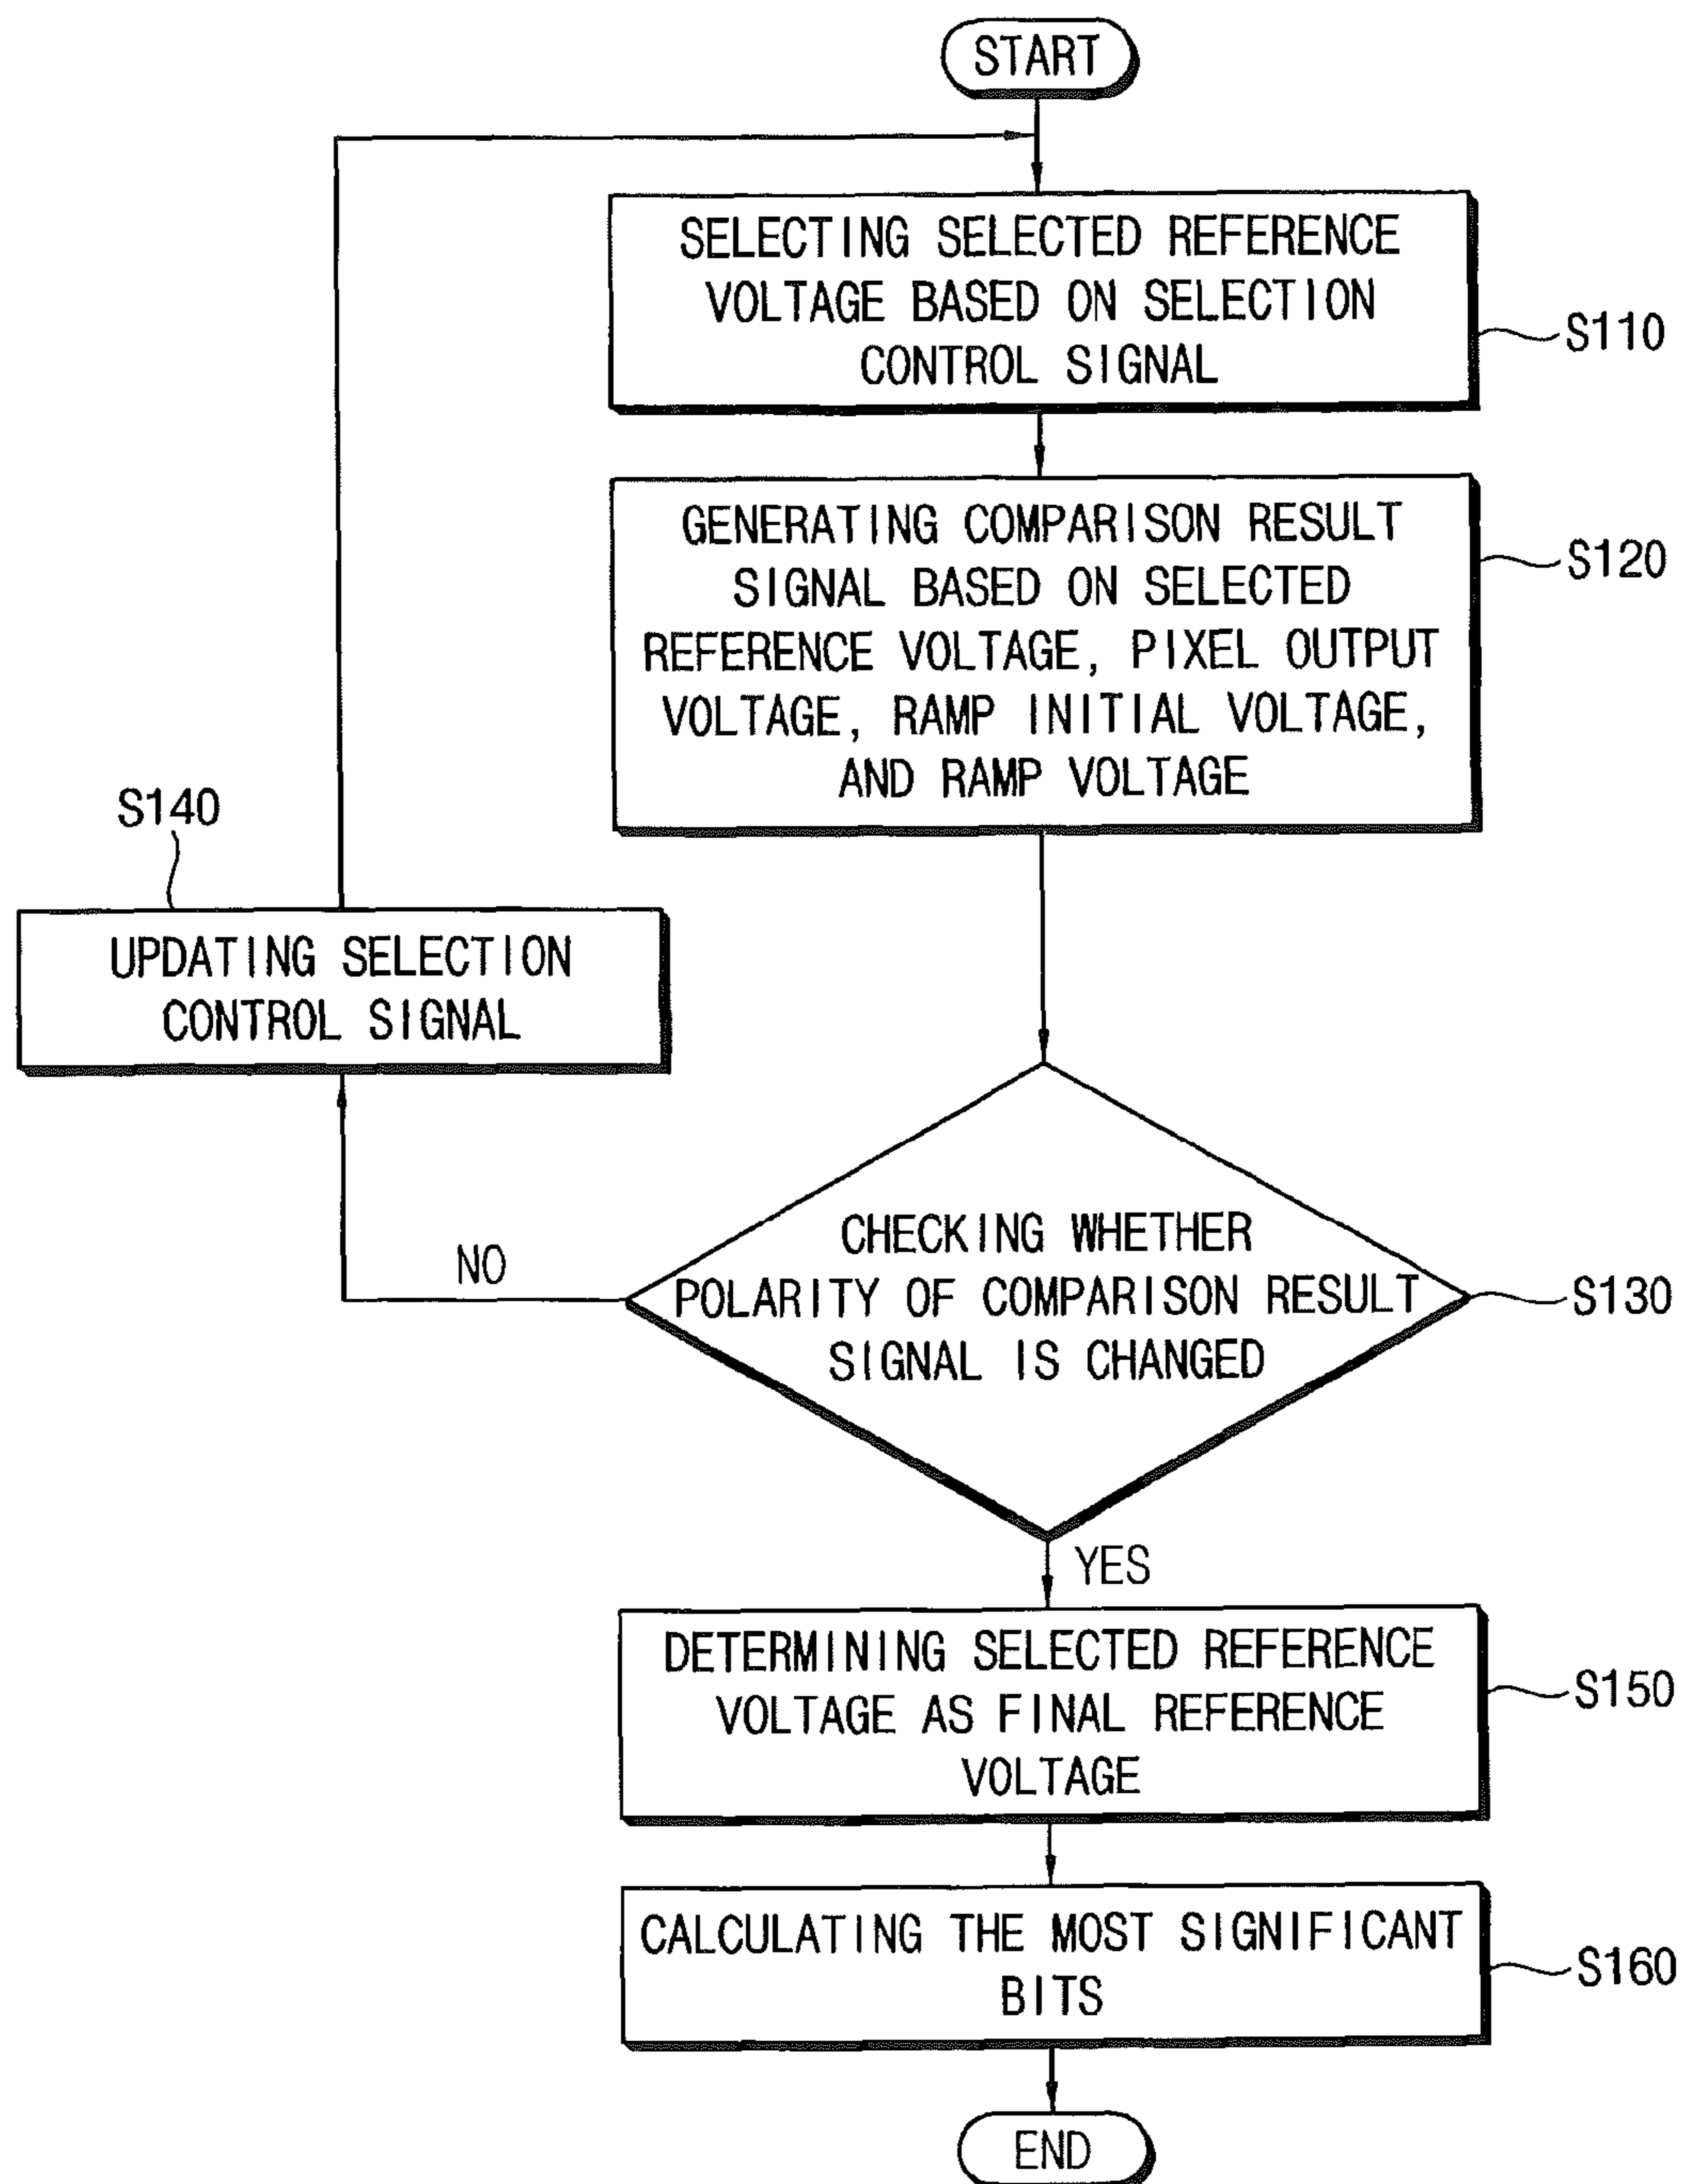 START
SELECTING SELECTED REFERENCE
VOLTAGE BASED ON SELECTION
CONTROL SIGNAL
S110
GENERATING COMPARISON RESULT
SIGNAL BASED ON SELECTED
REFERENCE VOLTAGE, PIXEL OUTPUT
VOLTAGE, RAMP INITIAL VOLTAGE,
AND RAMP VOLTAGE
S120
S140
UPDATING SELECTION
CONTROL SIGNAL
NO
CHECKING WHETHER
POLARITY OF COMPARISON RESULT
SIGNAL IS CHANGED
S130
YES
DETERMINING SELECTED REFERENCE
VOLTAGE AS FINAL REFERENCE
VOLTAGE
S150
CALCULATING THE MOST SIGNIFICANT
BITS
S160
END